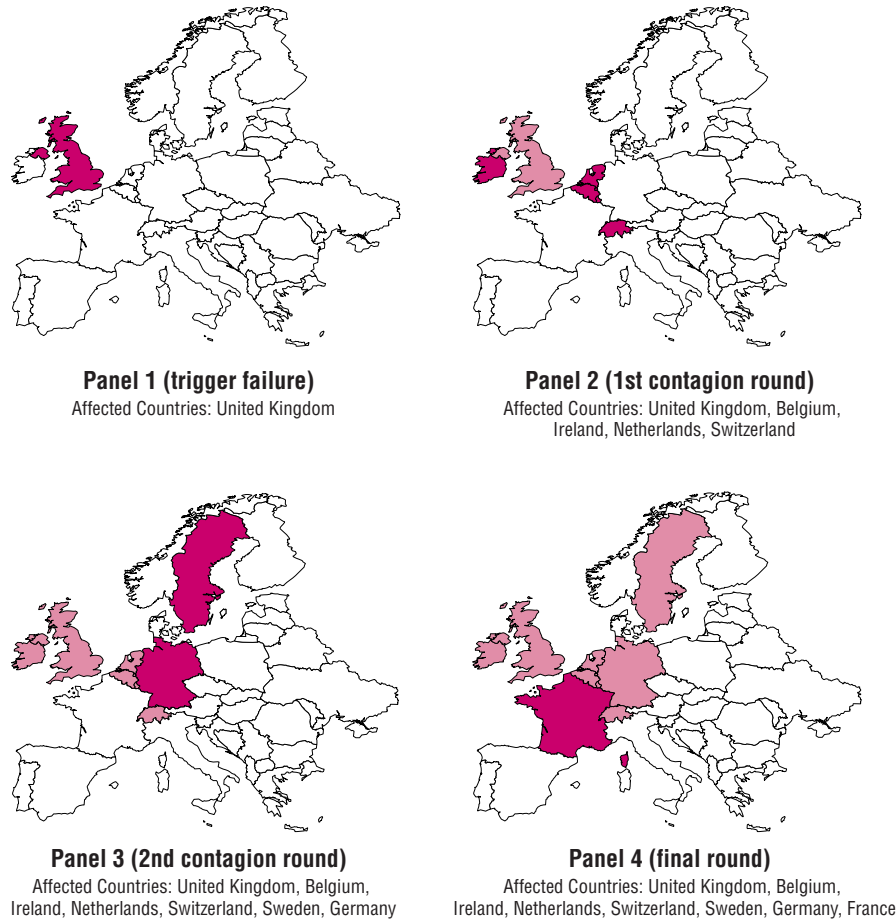 Panel 1 (trigger failure)
Affected Countries: United Kingdom
Panel 2 (1st contagion round)
Affected Countries: United Kingdom, Belgium,
Ireland, Netherlands, Switzerland
Panel 3 (2nd contagion round)
Affected Countries: United Kingdom, Belgium,
Ireland, Netherlands, Switzerland, Sweden, Germany
Panel 4 (final round)
Affected Countries: United Kingdom, Belgium,
Ireland, Netherlands, Switzerland, Sweden, Germany, France